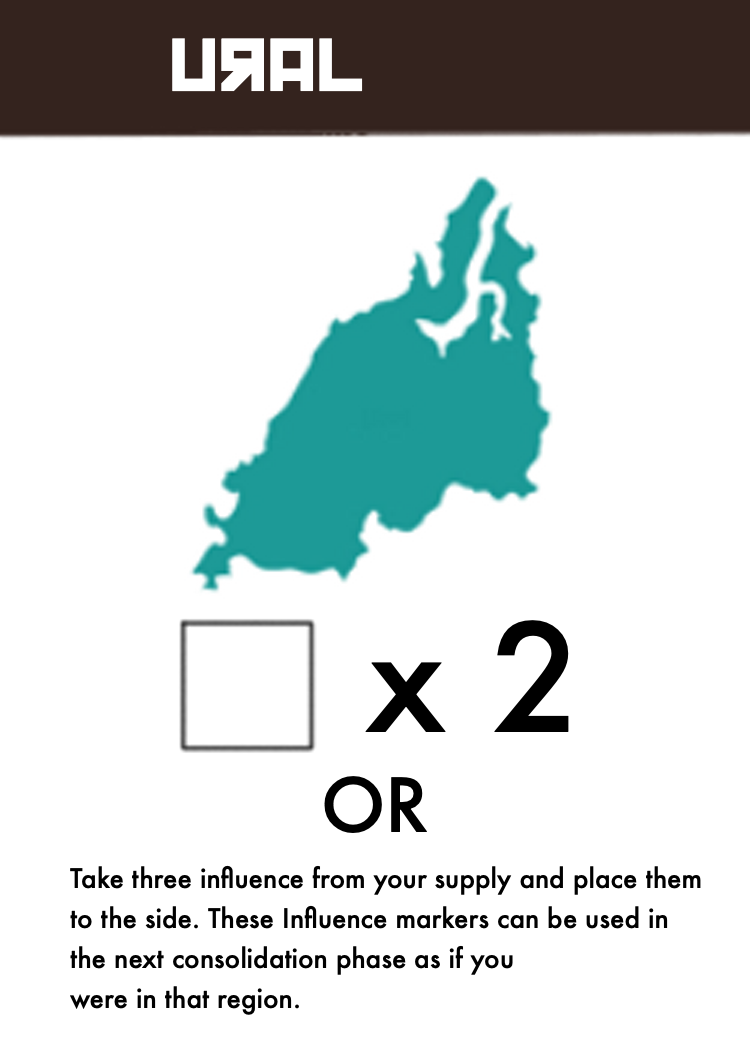 UЯAL
x 2
OR
Take three influence from your supply and place them
to the side. These Influence markers can be used in
the next consolidation phase as if you
were in that region.